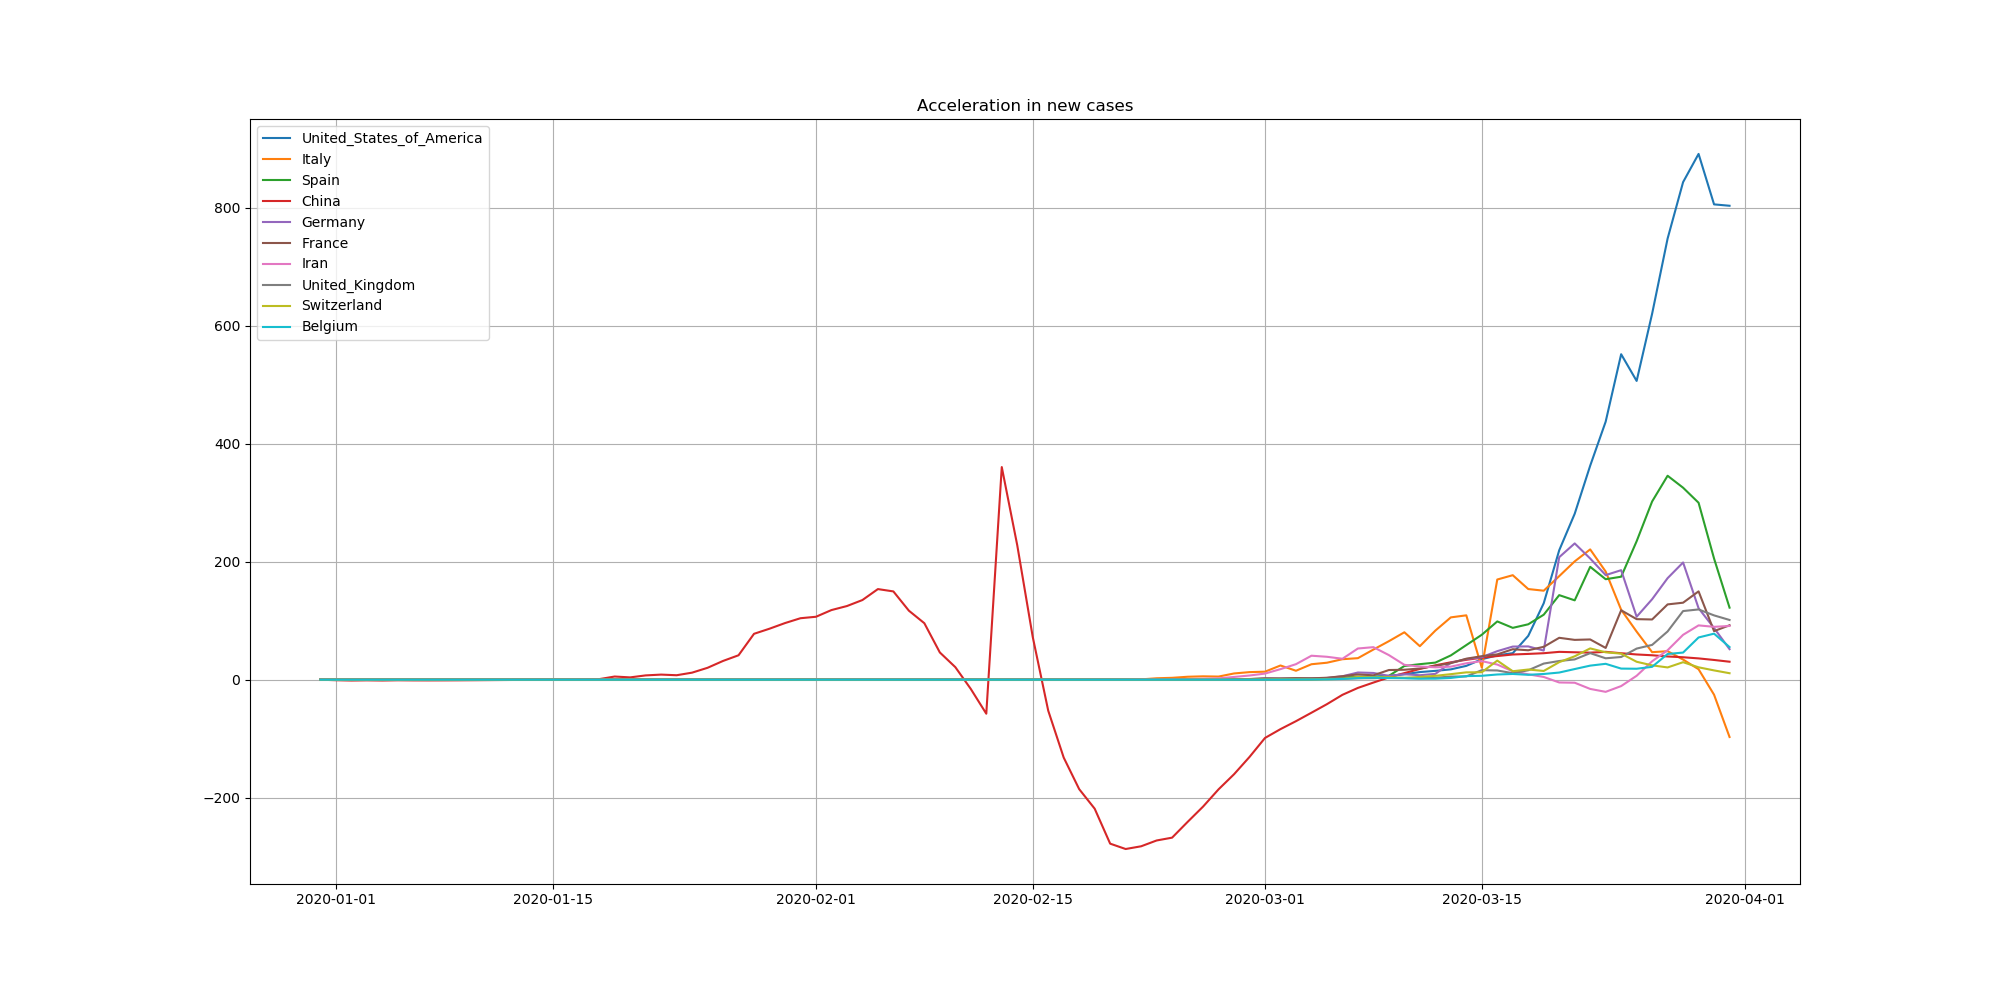 Acceleration in new cases
United_States_of_America
Italy
Spain
China
Germany
France
Iran
United_Kingdom
Switzerland
Belgium
800
600
400
200
0
−200
2020-01-01 2020-01-15 2020-02-01 2020-02-15 2020-03-01 2020-03-15 2020-04-01